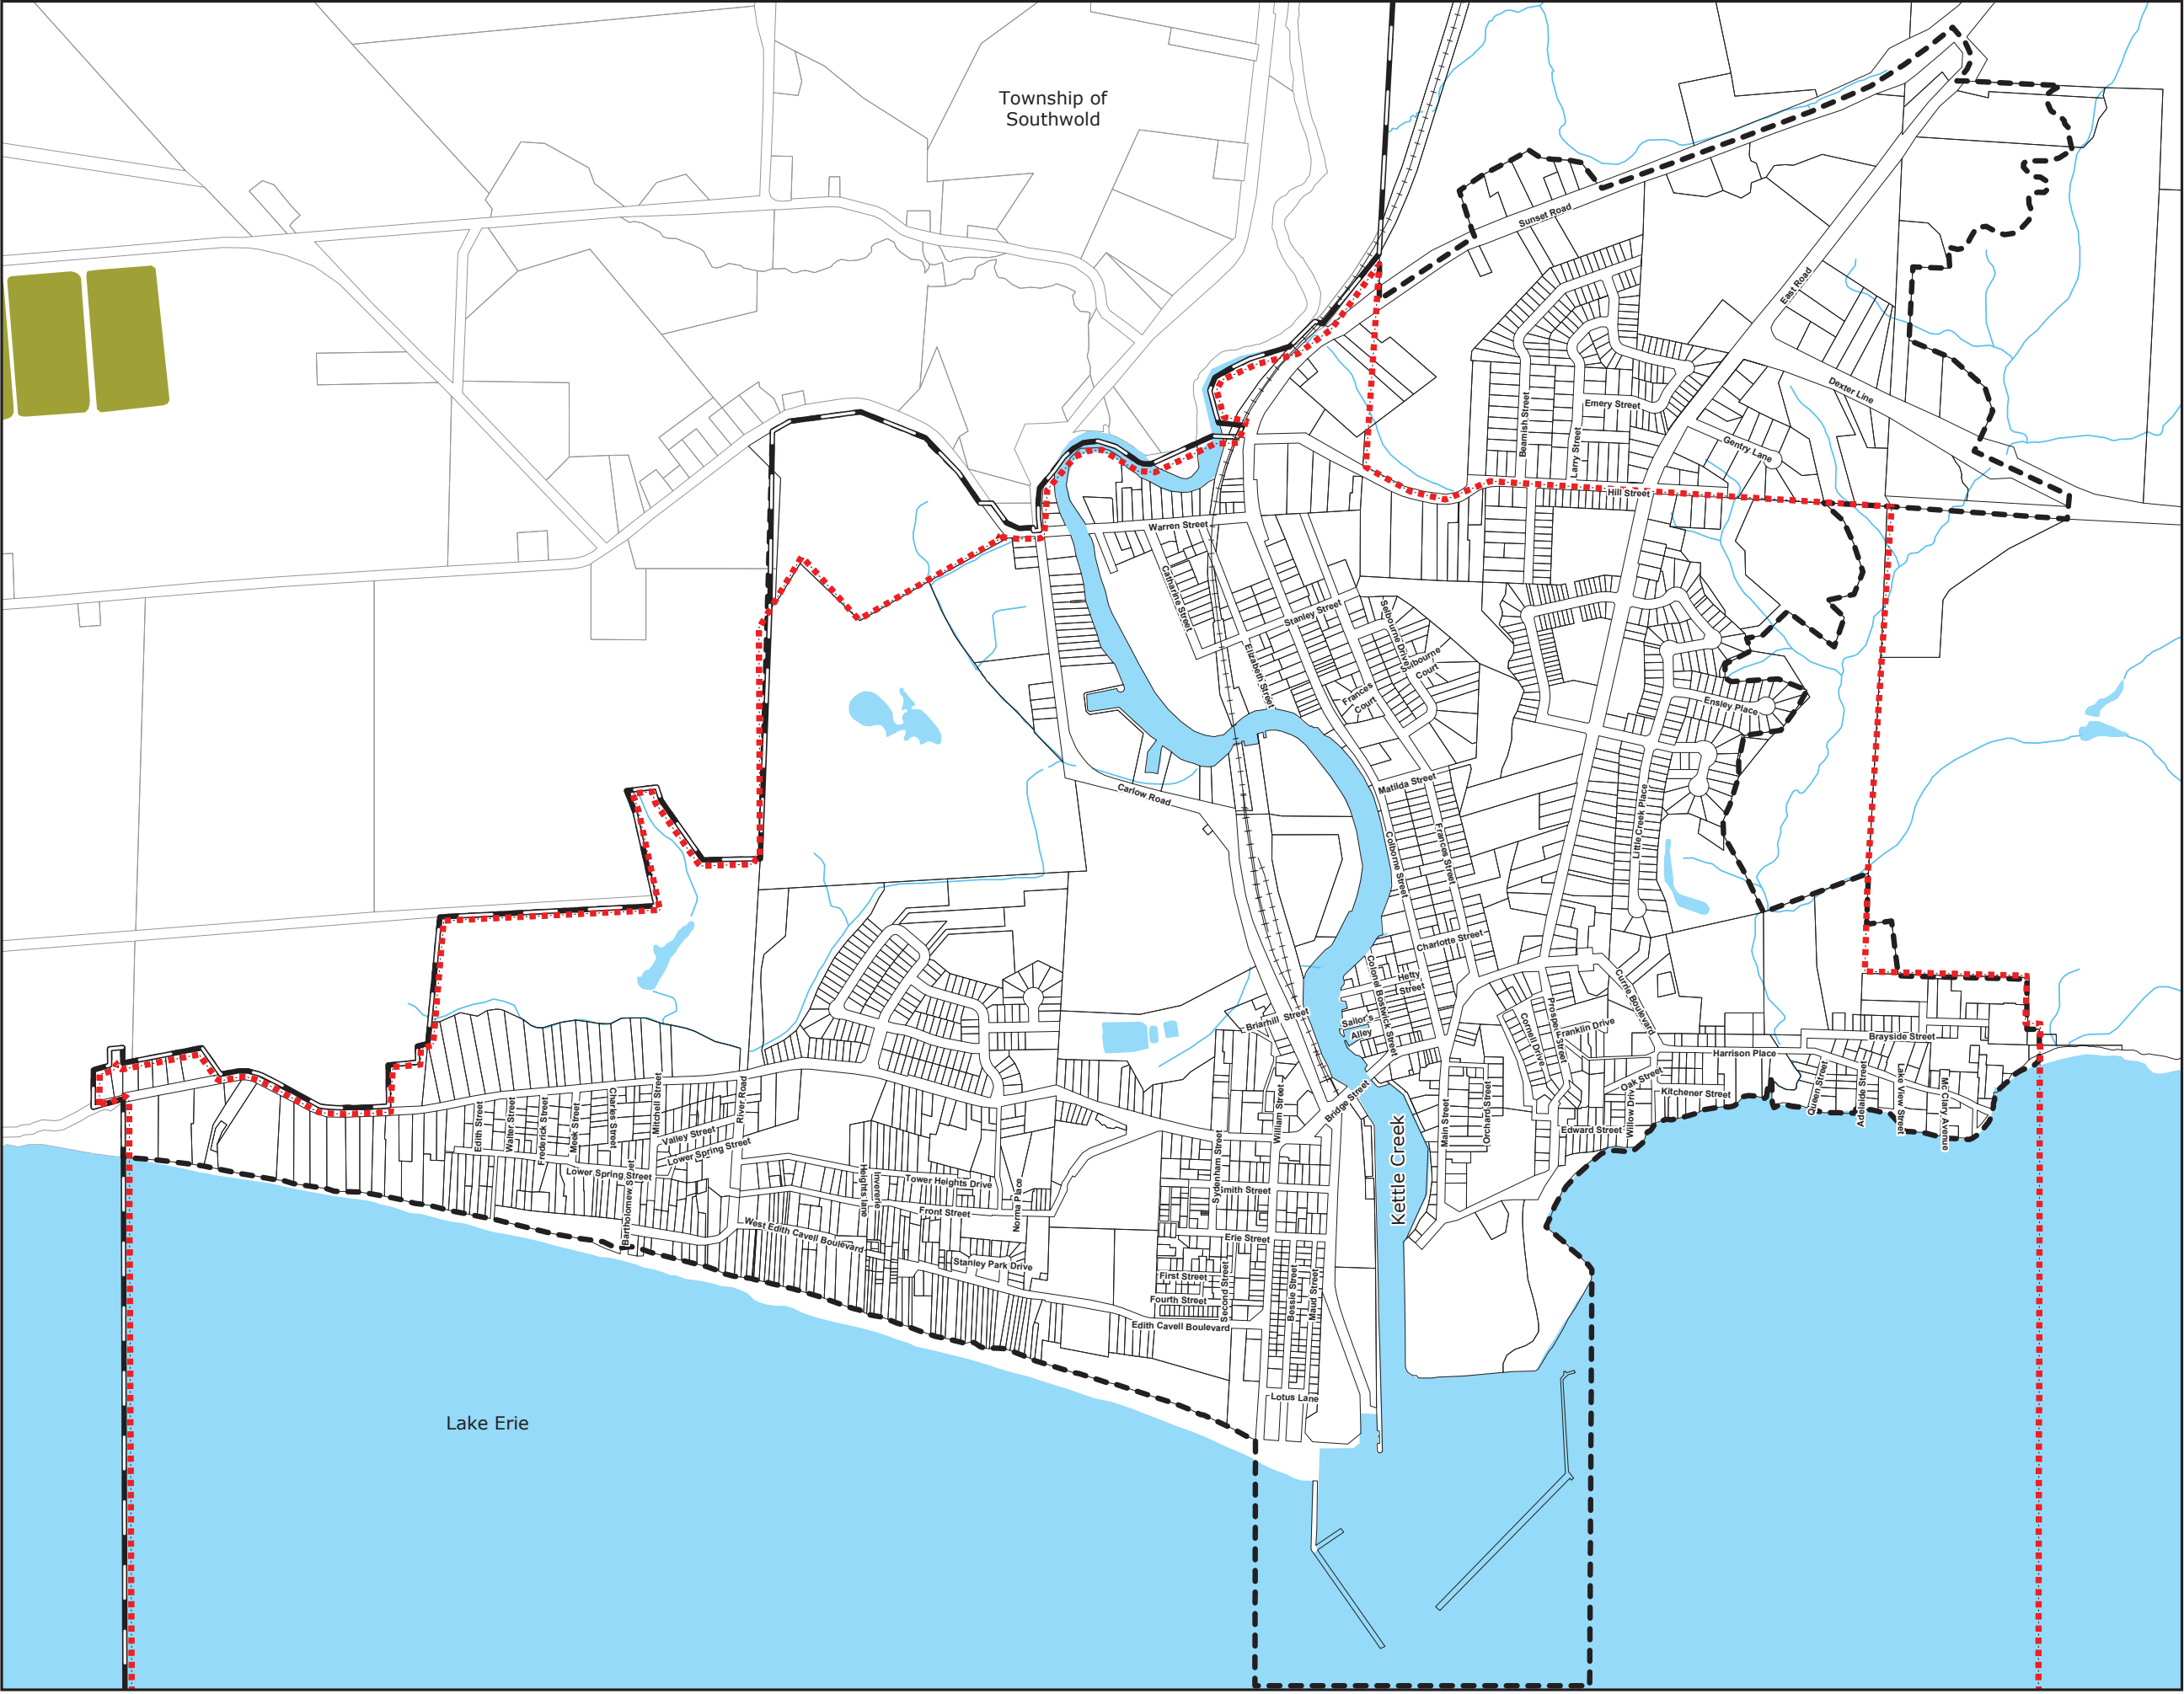 Township of
Southwold
Sunset Road
East Road
Dexter Line
Emery Street
Beamish Street
Larry Street
Gentry Lane
Hill Street
Warren Street
Catharine Street
Stanley Street
Selbourne Drive
Selbourne
Court
Elizabeth Street
Frances
Court
Ensley Place
Matilda Street
Carlow Road
Little Creek Place
Colborne Street
Frances Street
Charlotte Street
Hetty
Street
Colonel Bostwick Street
Currie Boulevard
Briarhill Street
Sailor's
Alley
Prospect Street
Cornell Drive
Franklin Drive
Brayside Street
Harrison Place
Oak Street
Kitchener Street
Queen Street
Adelaide Street
Lake View Street
Mc Clary Avenue
Willow Drive
Edward Street
Bridge Street
William Street
Main Street
Orchard Street
Kettle Creek
Edith Street
Walter Street
Frederick Street
Meek Street
Charles Street
Mitchell Street
River Road
Valley Street
Lower Spring Street
Lower Spring Street
Bartholomew Street
Heights lane
Inverness
Tower Heights Drive
Front Street
Norma Place
West Edith Cavell Boulevard
Stanley Park Drive
Sydenham Street
Smith Street
Erie Street
First Street
Second Street
Fourth Street
Bessie Street
Maud Street
Edith Cavell Boulevard
Lotus Lane
Lake Erie